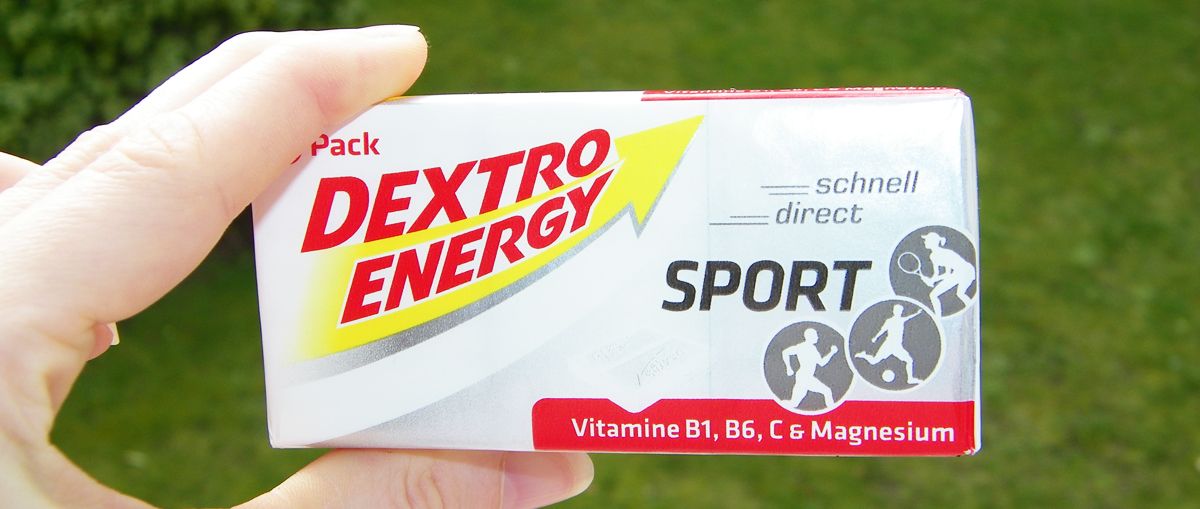 Pack
DEXTRO
ENERGY
schnell
direct
SPORT
Vitamine B1, B6, C & Magnesium